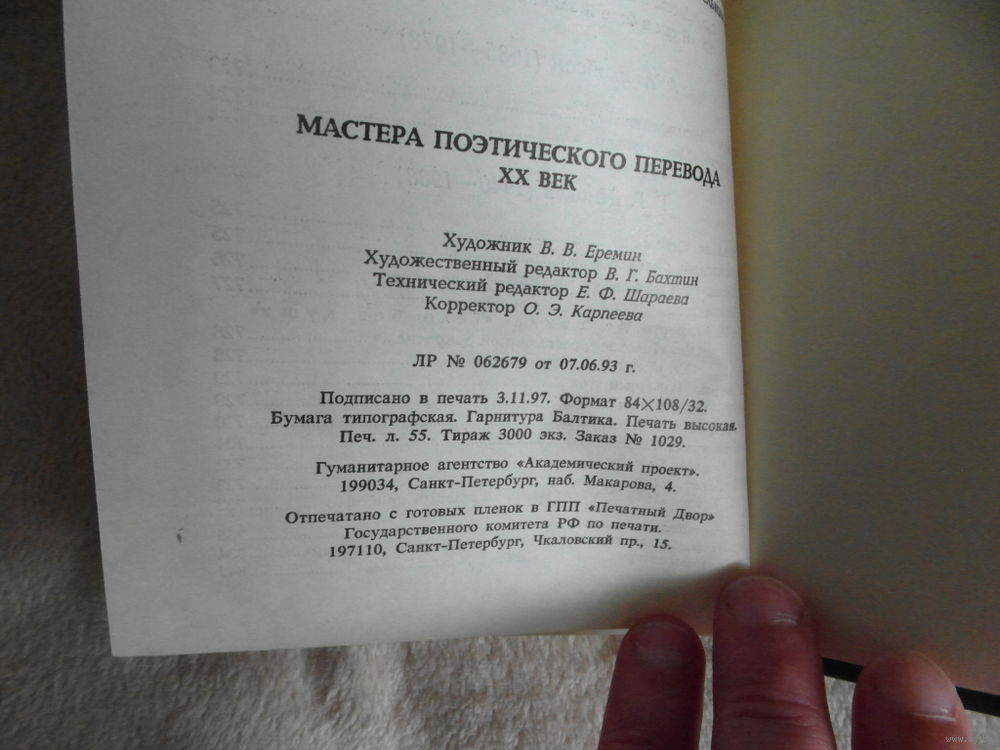 МАСТЕРА ПОЭТИЧЕСКОГО ПЕРЕВОДА
XX ВЕК
Художник В. В. Еремин
Художественный редактор В. Г. Бахтин
Технический редактор Е. Ф. Шараева
Корректор О. Э. Карпеева
ЛР № 062679 от 07.06.93 г.
Подписано в печать 3.11.97. Формат 84×108/32.
Бумага типографская. Гарнитура Балтика. Печать высокая.
Печ. л. 55. Тираж 3000 экз. Заказ № 1029.
Гуманитарное агентство «Академический проект».
199034, Санкт-Петербург, наб. Макарова, 4.
Отпечатано с готовых пленок в ГПП «Печатный Двор»
Государственного комитета РФ по печати.
197110, Санкт-Петербург, Чкаловский пр., 15.